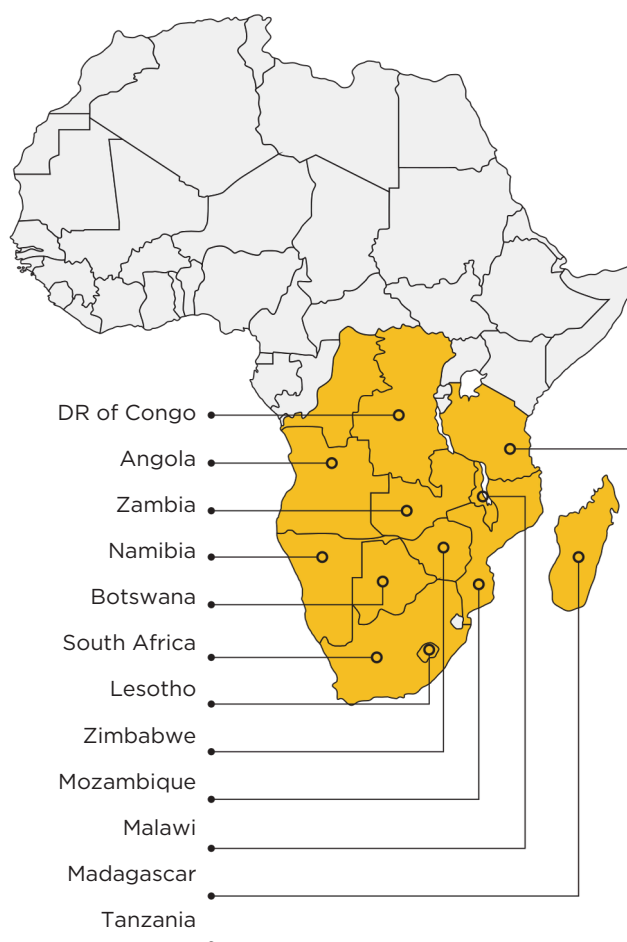 DR of Congo
Angola
Zambia
Namibia
Botswana
South Africa
Lesotho
Zimbabwe
Mozambique
Malawi
Madagascar
Tanzania